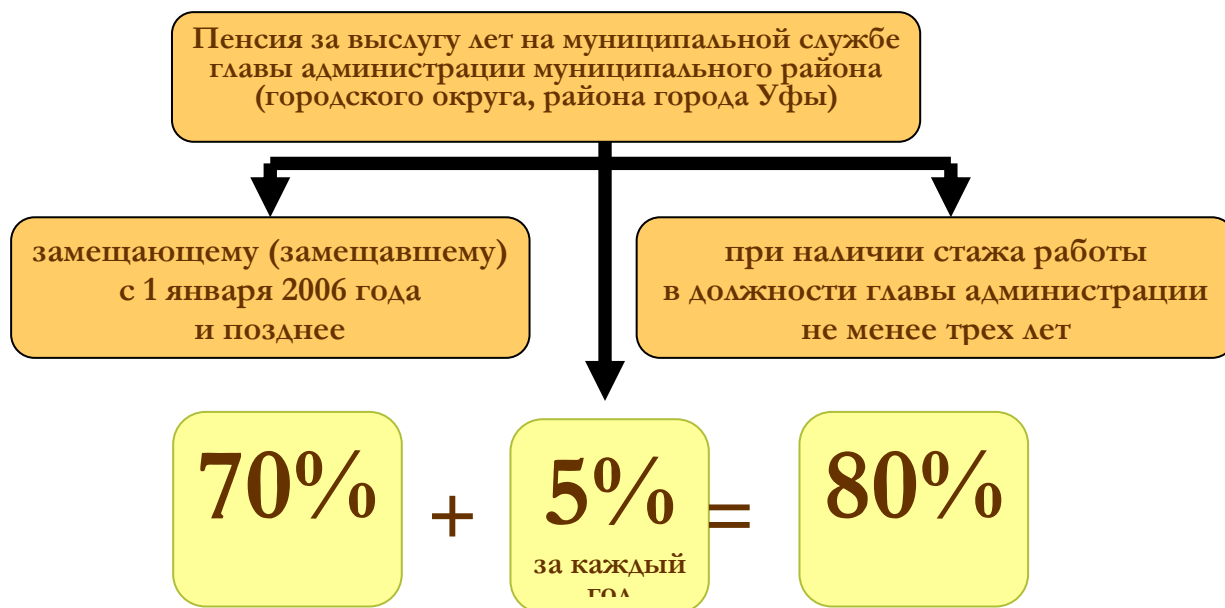 Пенсия за выслугу лет на муниципальной службе
главы администрации муниципального района
(городского округа, района города Уфы)
замещающему (замещавшему)
с 1 января 2006 года
и позднее
при наличии стажа работы
в должности главы администрации
не менее трех лет
70%
+
5%
за каждый
год
=
80%